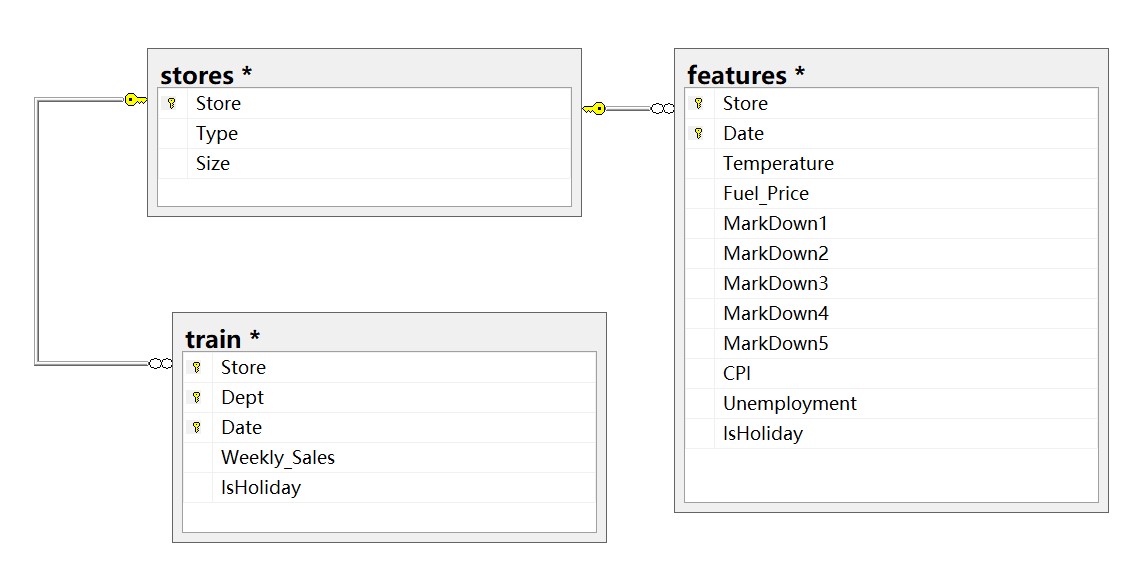 stores *
Store
Type
Size
features *
Store
Date
Temperature
Fuel_Price
MarkDown1
MarkDown2
MarkDown3
MarkDown4
MarkDown5
CPI
Unemployment
IsHoliday
train *
Store
Dept
Date
Weekly_Sales
IsHoliday